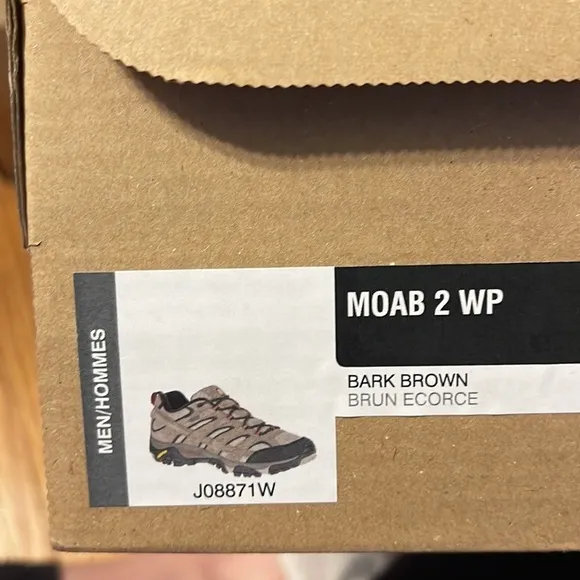 MEN/HOMMES
J08871W
MOAB 2 WP
BARK BROWN
BRUN ECORCE